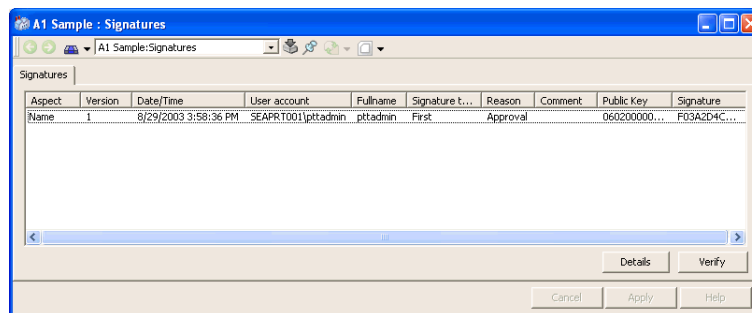 A1 Sample : Signatures
A1 Sample:Signatures
Signatures
Aspect Version Date/Time User account Fullname Signature t... Reason Comment Public Key Signature
Name 1 8/29/2003 3:58:36 PM SEAPRT001\pttadmin pttadmin First Approval 060200000... F03A2D4C...
Details Verify
Cancel Apply Help